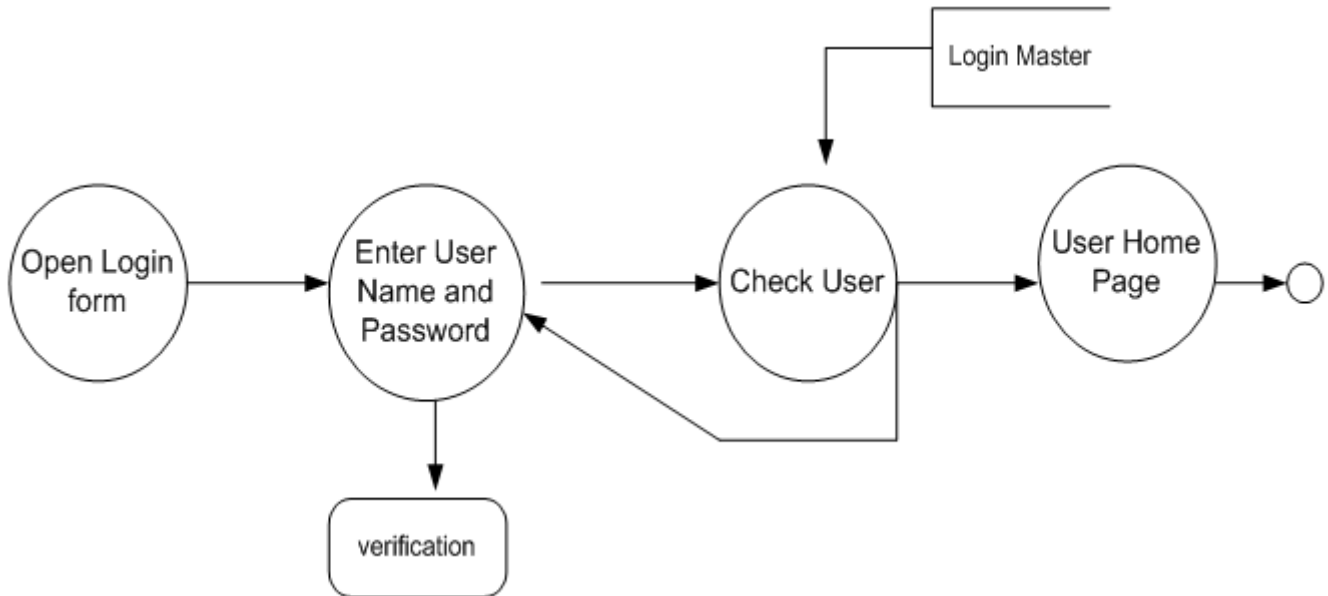 Login Master
Open Login
form
Enter User
Name and
Password
Check User
User Home
Page
verification